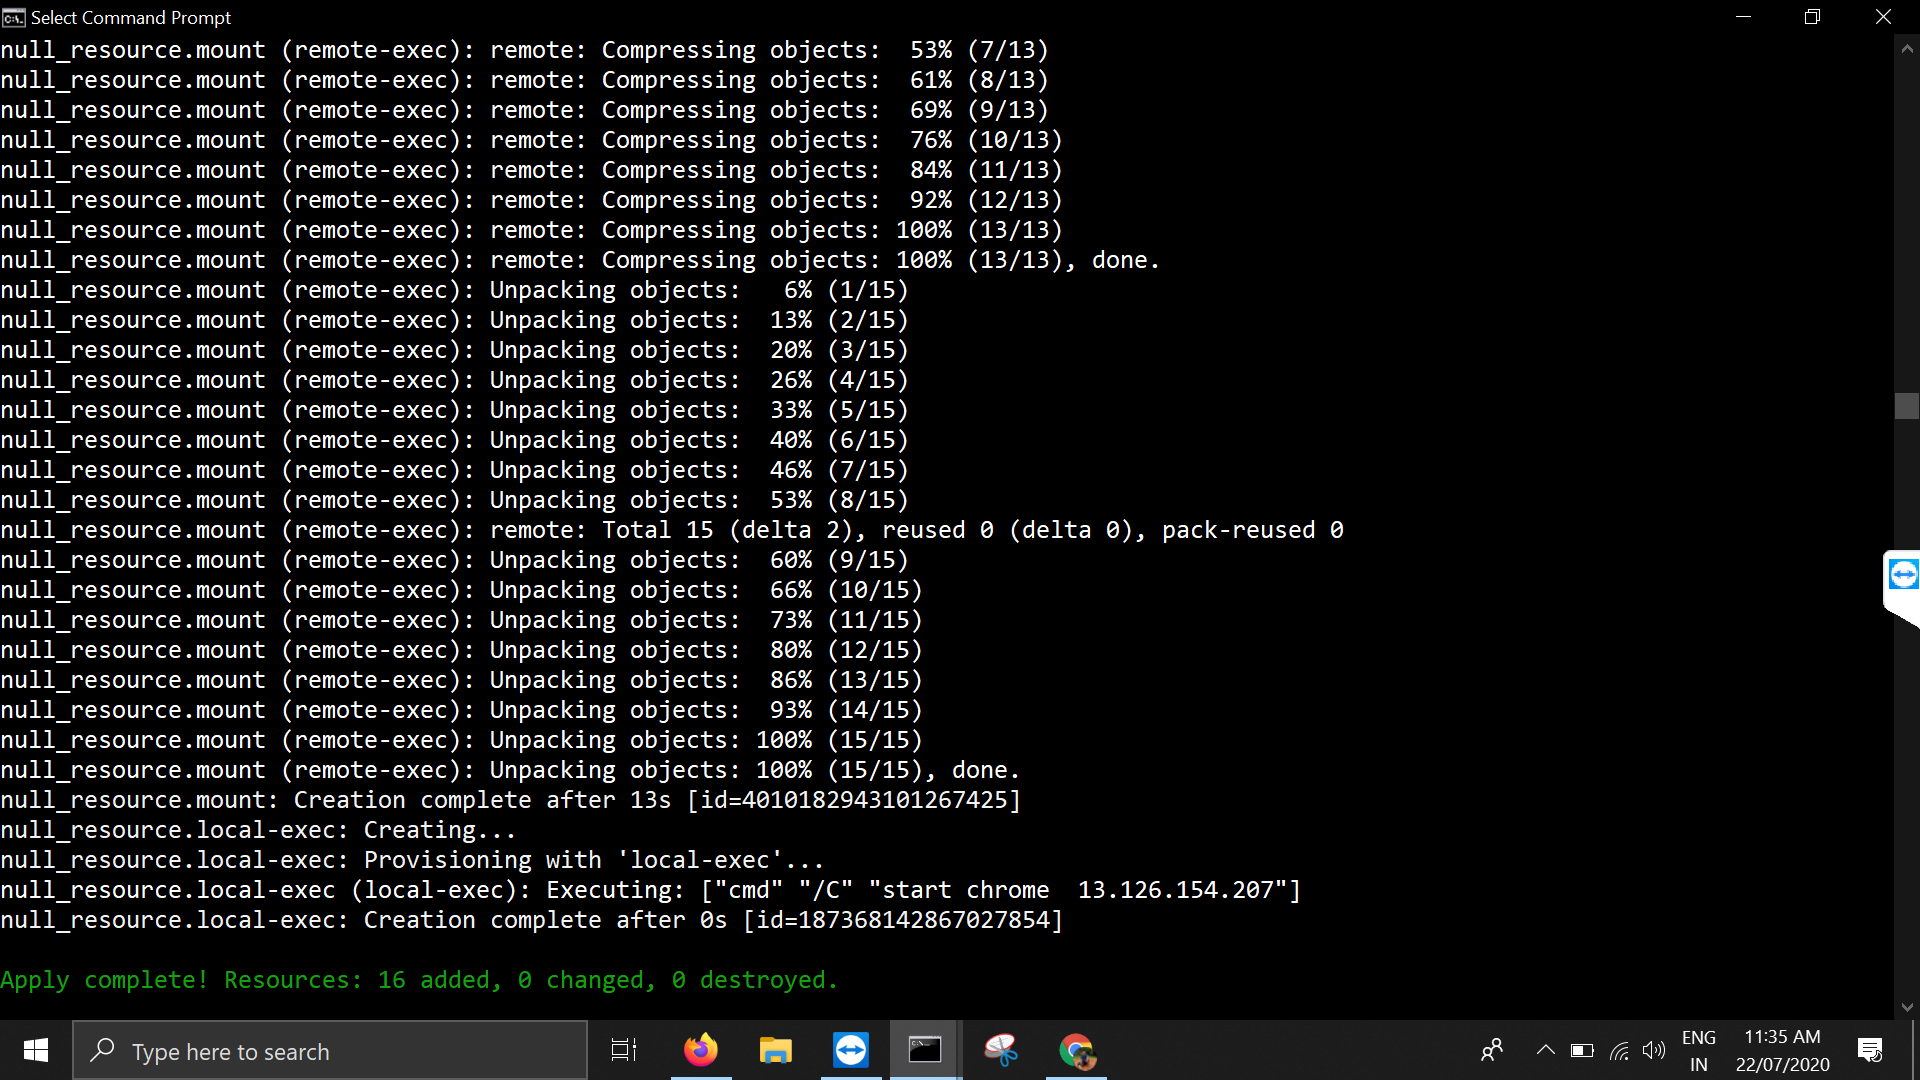 Select Command Prompt
null_resource.mount (remote-exec): remote: Compressing objects:  53% (7/13)
null_resource.mount (remote-exec): remote: Compressing objects:  61% (8/13)
null_resource.mount (remote-exec): remote: Compressing objects:  69% (9/13)
null_resource.mount (remote-exec): remote: Compressing objects:  76% (10/13)
null_resource.mount (remote-exec): remote: Compressing objects:  84% (11/13)
null_resource.mount (remote-exec): remote: Compressing objects:  92% (12/13)
null_resource.mount (remote-exec): remote: Compressing objects: 100% (13/13)
null_resource.mount (remote-exec): remote: Compressing objects: 100% (13/13), done.
null_resource.mount (remote-exec): Unpacking objects:   6% (1/15)
null_resource.mount (remote-exec): Unpacking objects:  13% (2/15)
null_resource.mount (remote-exec): Unpacking objects:  20% (3/15)
null_resource.mount (remote-exec): Unpacking objects:  26% (4/15)
null_resource.mount (remote-exec): Unpacking objects:  33% (5/15)
null_resource.mount (remote-exec): Unpacking objects:  40% (6/15)
null_resource.mount (remote-exec): Unpacking objects:  46% (7/15)
null_resource.mount (remote-exec): Unpacking objects:  53% (8/15)
null_resource.mount (remote-exec): remote: Total 15 (delta 2), reused 0 (delta 0), pack-reused 0
null_resource.mount (remote-exec): Unpacking objects:  60% (9/15)
null_resource.mount (remote-exec): Unpacking objects:  66% (10/15)
null_resource.mount (remote-exec): Unpacking objects:  73% (11/15)
null_resource.mount (remote-exec): Unpacking objects:  80% (12/15)
null_resource.mount (remote-exec): Unpacking objects:  86% (13/15)
null_resource.mount (remote-exec): Unpacking objects:  93% (14/15)
null_resource.mount (remote-exec): Unpacking objects: 100% (15/15)
null_resource.mount (remote-exec): Unpacking objects: 100% (15/15), done.
null_resource.mount: Creation complete after 13s [id=4010182943101267425]
null_resource.local-exec: Creating...
null_resource.local-exec: Provisioning with 'local-exec'...
null_resource.local-exec (local-exec): Executing: ["cmd" "/C" "start chrome  13.126.154.207"]
null_resource.local-exec: Creation complete after 0s [id=187368142867027854]
Apply complete! Resources: 16 added, 0 changed, 0 destroyed.
Type here to search
ENG
IN
11:35 AM
22/07/2020